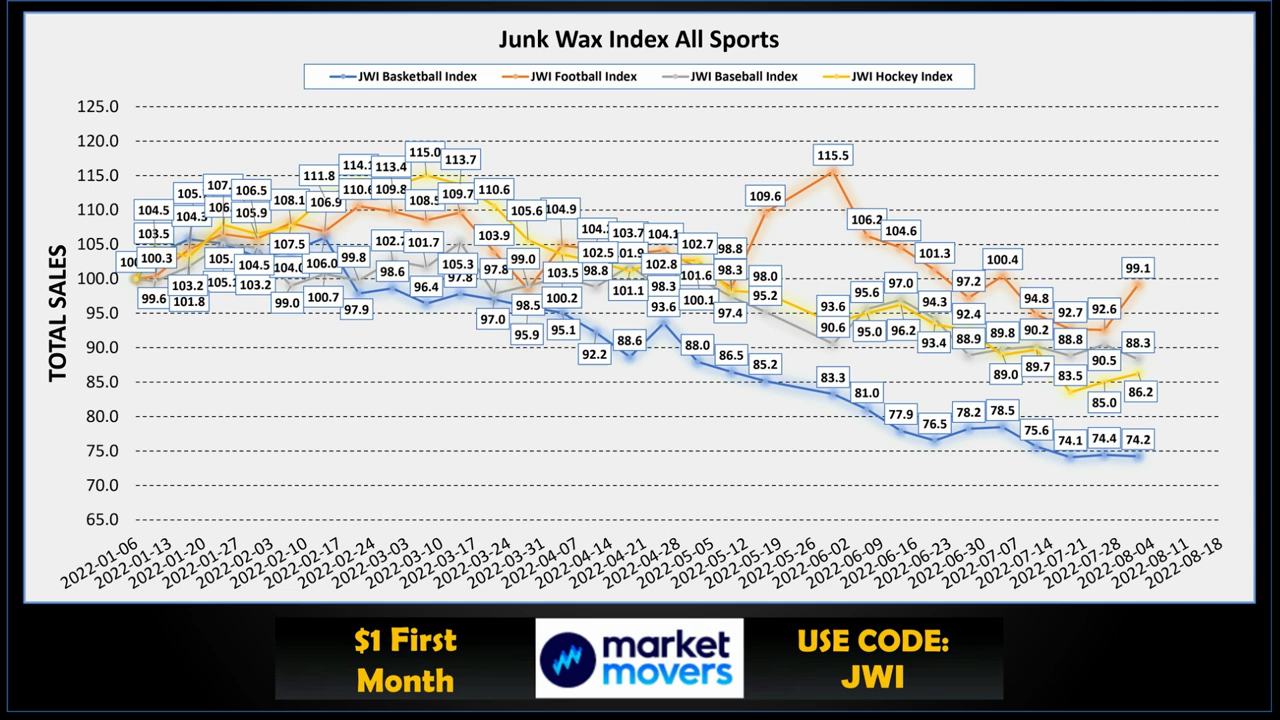 Junk Wax Index All Sports
JWI Basketball Index JWI Football Index JWI Baseball Index JWI Hockey Index
TOTAL SALES
125.0
120.0
115.0
110.0
105.0
100.0
95.0
90.0
85.0
80.0
75.0
70.0
65.0
115.5
115.0
114.1 113.4 113.7
111.8
105. 107. 106.5 110.6 109.8 109.7 110.6 109.6
104.5 104.3 106 105.9 108.1 106.9 108.5 105.6 104.9 106.2
103.5 107.5 102.7 101.7 103.9 104. 103.7 104.1 102.7 98.8 104.6
100.3 105. 104.5 104.0 106.0 99.8 98.6 105.3 97.8 99.0 103.5 102.5 01.9 102.8 101.6 98.3 98.0 101.3 100.4 99.1
99.6 103.2 101.8 105.1 103.2 99.0 100.7 97.9 96.4 97.8 97.0 98.5 100.2 98.8 101.1 98.3 100.1 97.4 95.2 93.6 95.6 97.0 94.3 97.2 94.8 92.7 92.6
95.9 95.1 93.6 90.6 95.0 96.2 93.4 92.4 89.8 90.2 88.8 90.5 88.3
92.2 88.6 88.0 86.5 85.2 88.9 89.0 89.7 83.5 85.0 86.2
83.3 81.0 77.9 76.5 78.2 78.5 75.6 74.1 74.4 74.2
2022-01-06
2022-01-13
2022-01-20
2022-01-27
2022-02-03
2022-02-10
2022-02-17
2022-02-24
2022-03-03
2022-03-10
2022-03-17
2022-03-24
2022-03-31
2022-04-07
2022-04-14
2022-04-21
2022-04-28
2022-05-05
2022-05-12
2022-05-19
2022-05-26
2022-06-02
2022-06-09
2022-06-16
2022-06-23
2022-06-30
2022-07-07
2022-07-14
2022-07-21
2022-07-28
2022-08-04
2022-08-11
2022-08-18
$1 First
Month
market
movers
USE CODE:
JWI